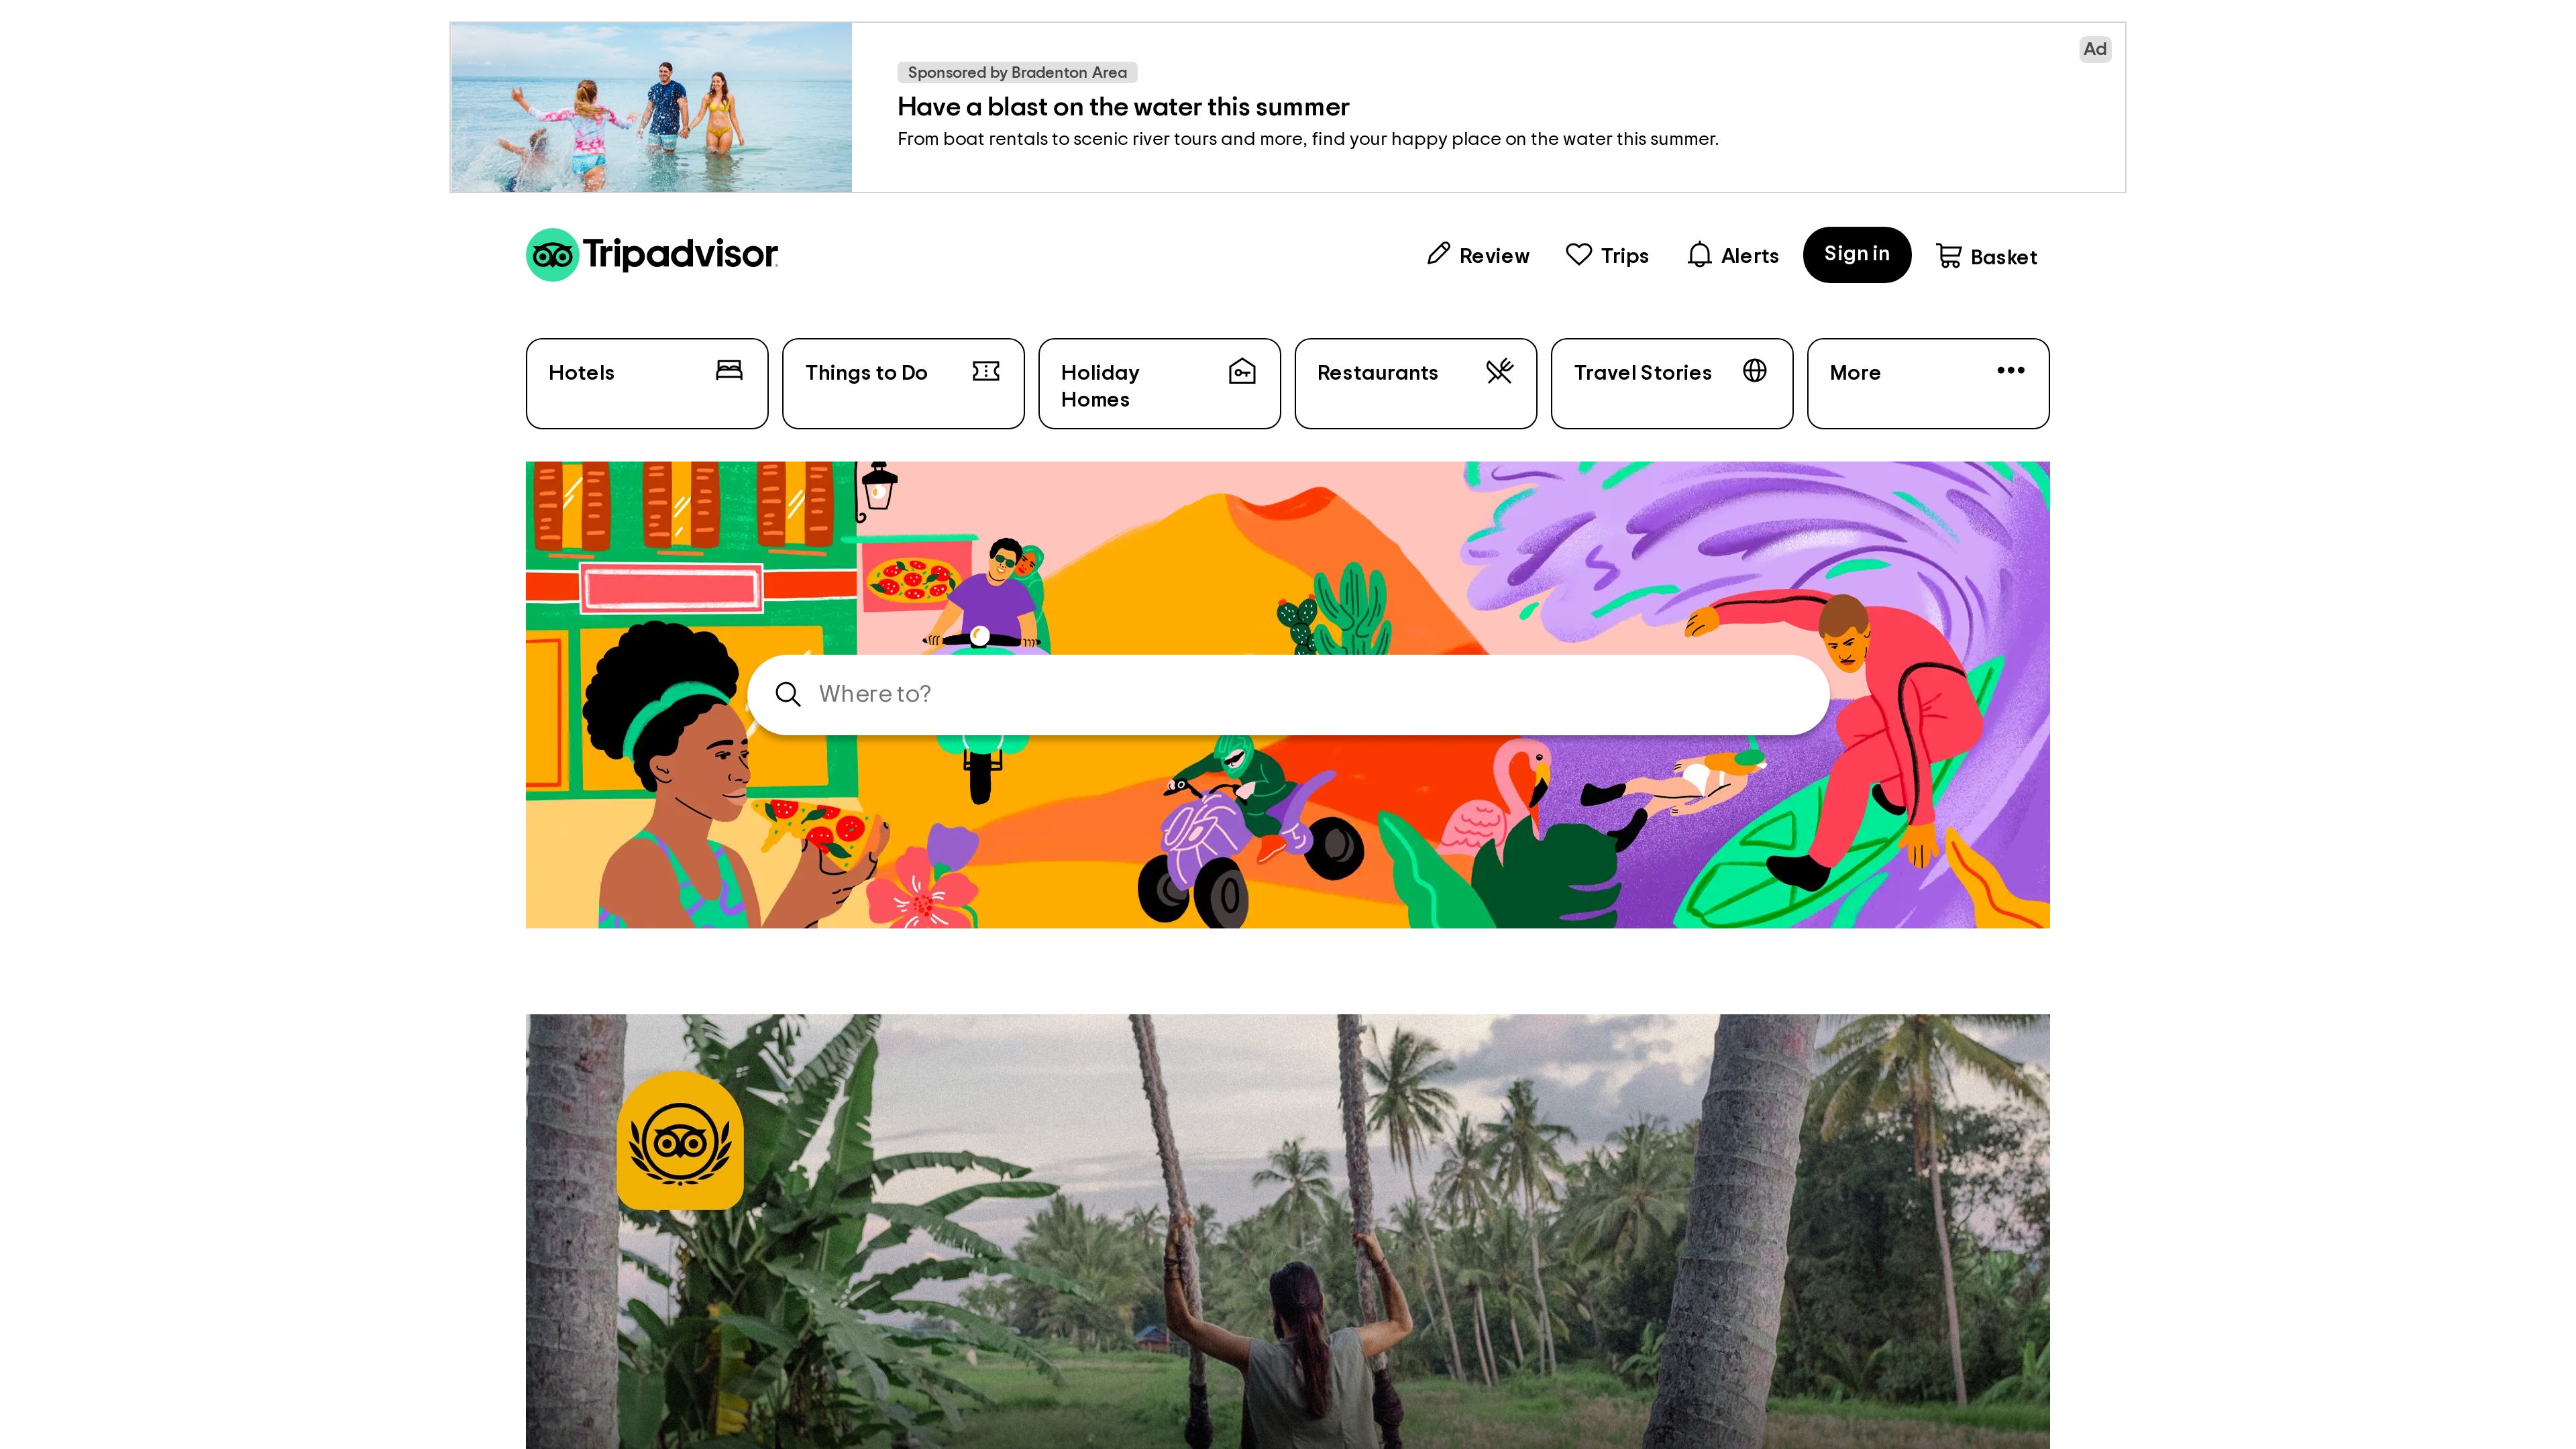 Ad
Sponsored by Bradenton Area
Have a blast on the water this summer
From boat rentals to scenic river tours and more, find your happy place on the water this summer.
Tripadvisor
Review
Trips
Alerts
Sign in
Basket
Hotels
Things to Do
Holiday
Homes
Restaurants
Travel Stories
More
Where to?